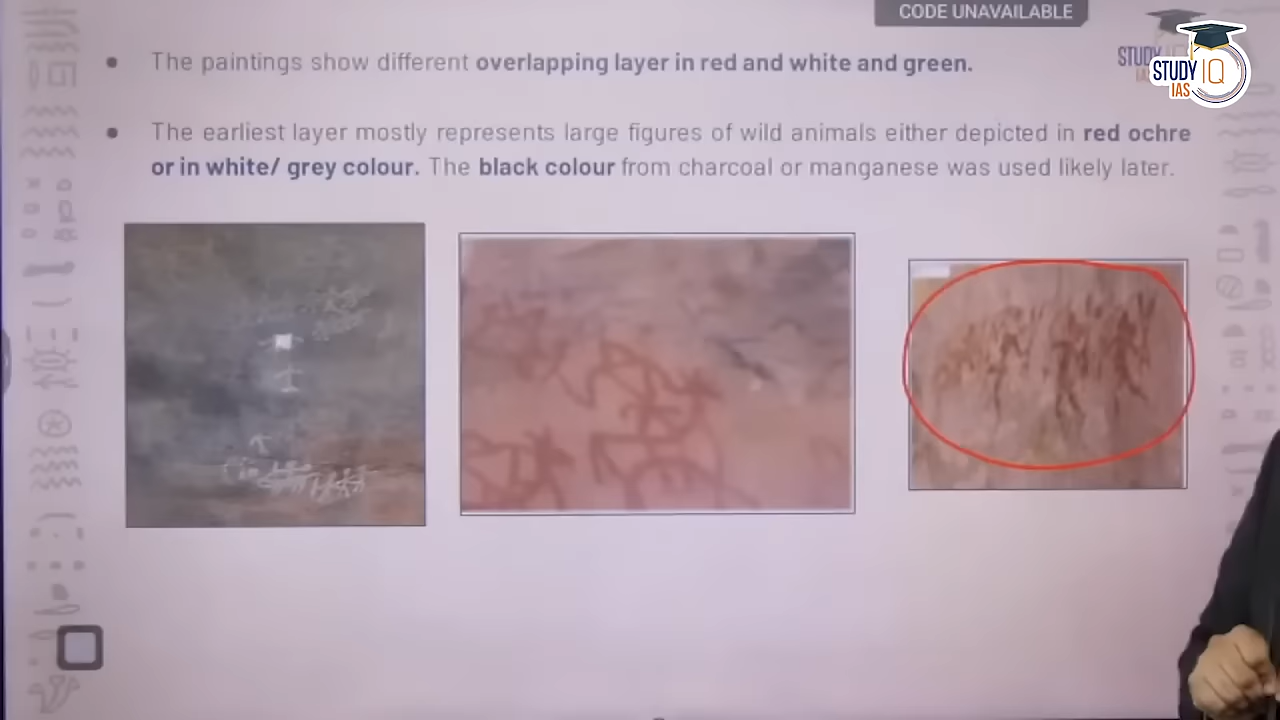 CODE UNAVAILABLE
The paintings show different overlapping layer in red and white and green.
STUDY IQ
IAS
The earliest layer mostly represents large figures of wild animals either depicted in red ochre
or in white/ grey colour. The black colour from charcoal or manganese was used likely later.